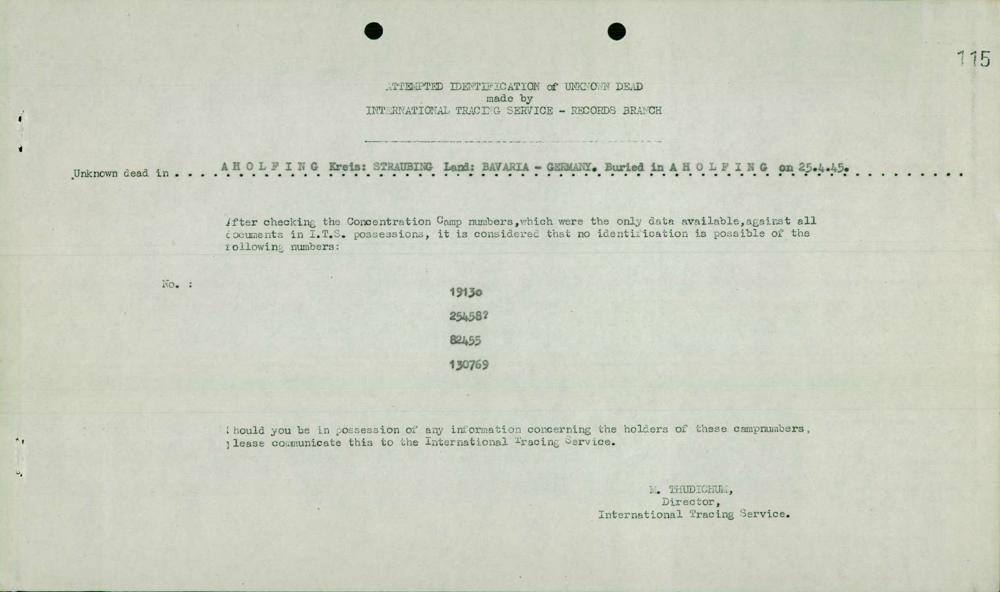 115
ATTEMPTED IDENTIFICATION of UNKNOWN DEAD
made by
INTERNATIONAL TRACING SERVICE - RECORDS BRANCH
Unknown dead in . . . . A H O L F I N G Kreis: STRAUBING Land: BAVARIA - GERMANY. Buried in A H O L F I N G on 25.4.45. . . . . . . . . . .
After checking the Concentration Camp numbers,which were the only data available,against all
documents in I.T.S. possessions, it is considered that no identification is possible of the
following numbers:
No. :
1913o
25458?
82455
130769
Should you be in possession of any information concerning the holders of these campnumbers,
please communicate this to the International Tracing Service.
M. THUDICHUM,
Director,
International Tracing Service.